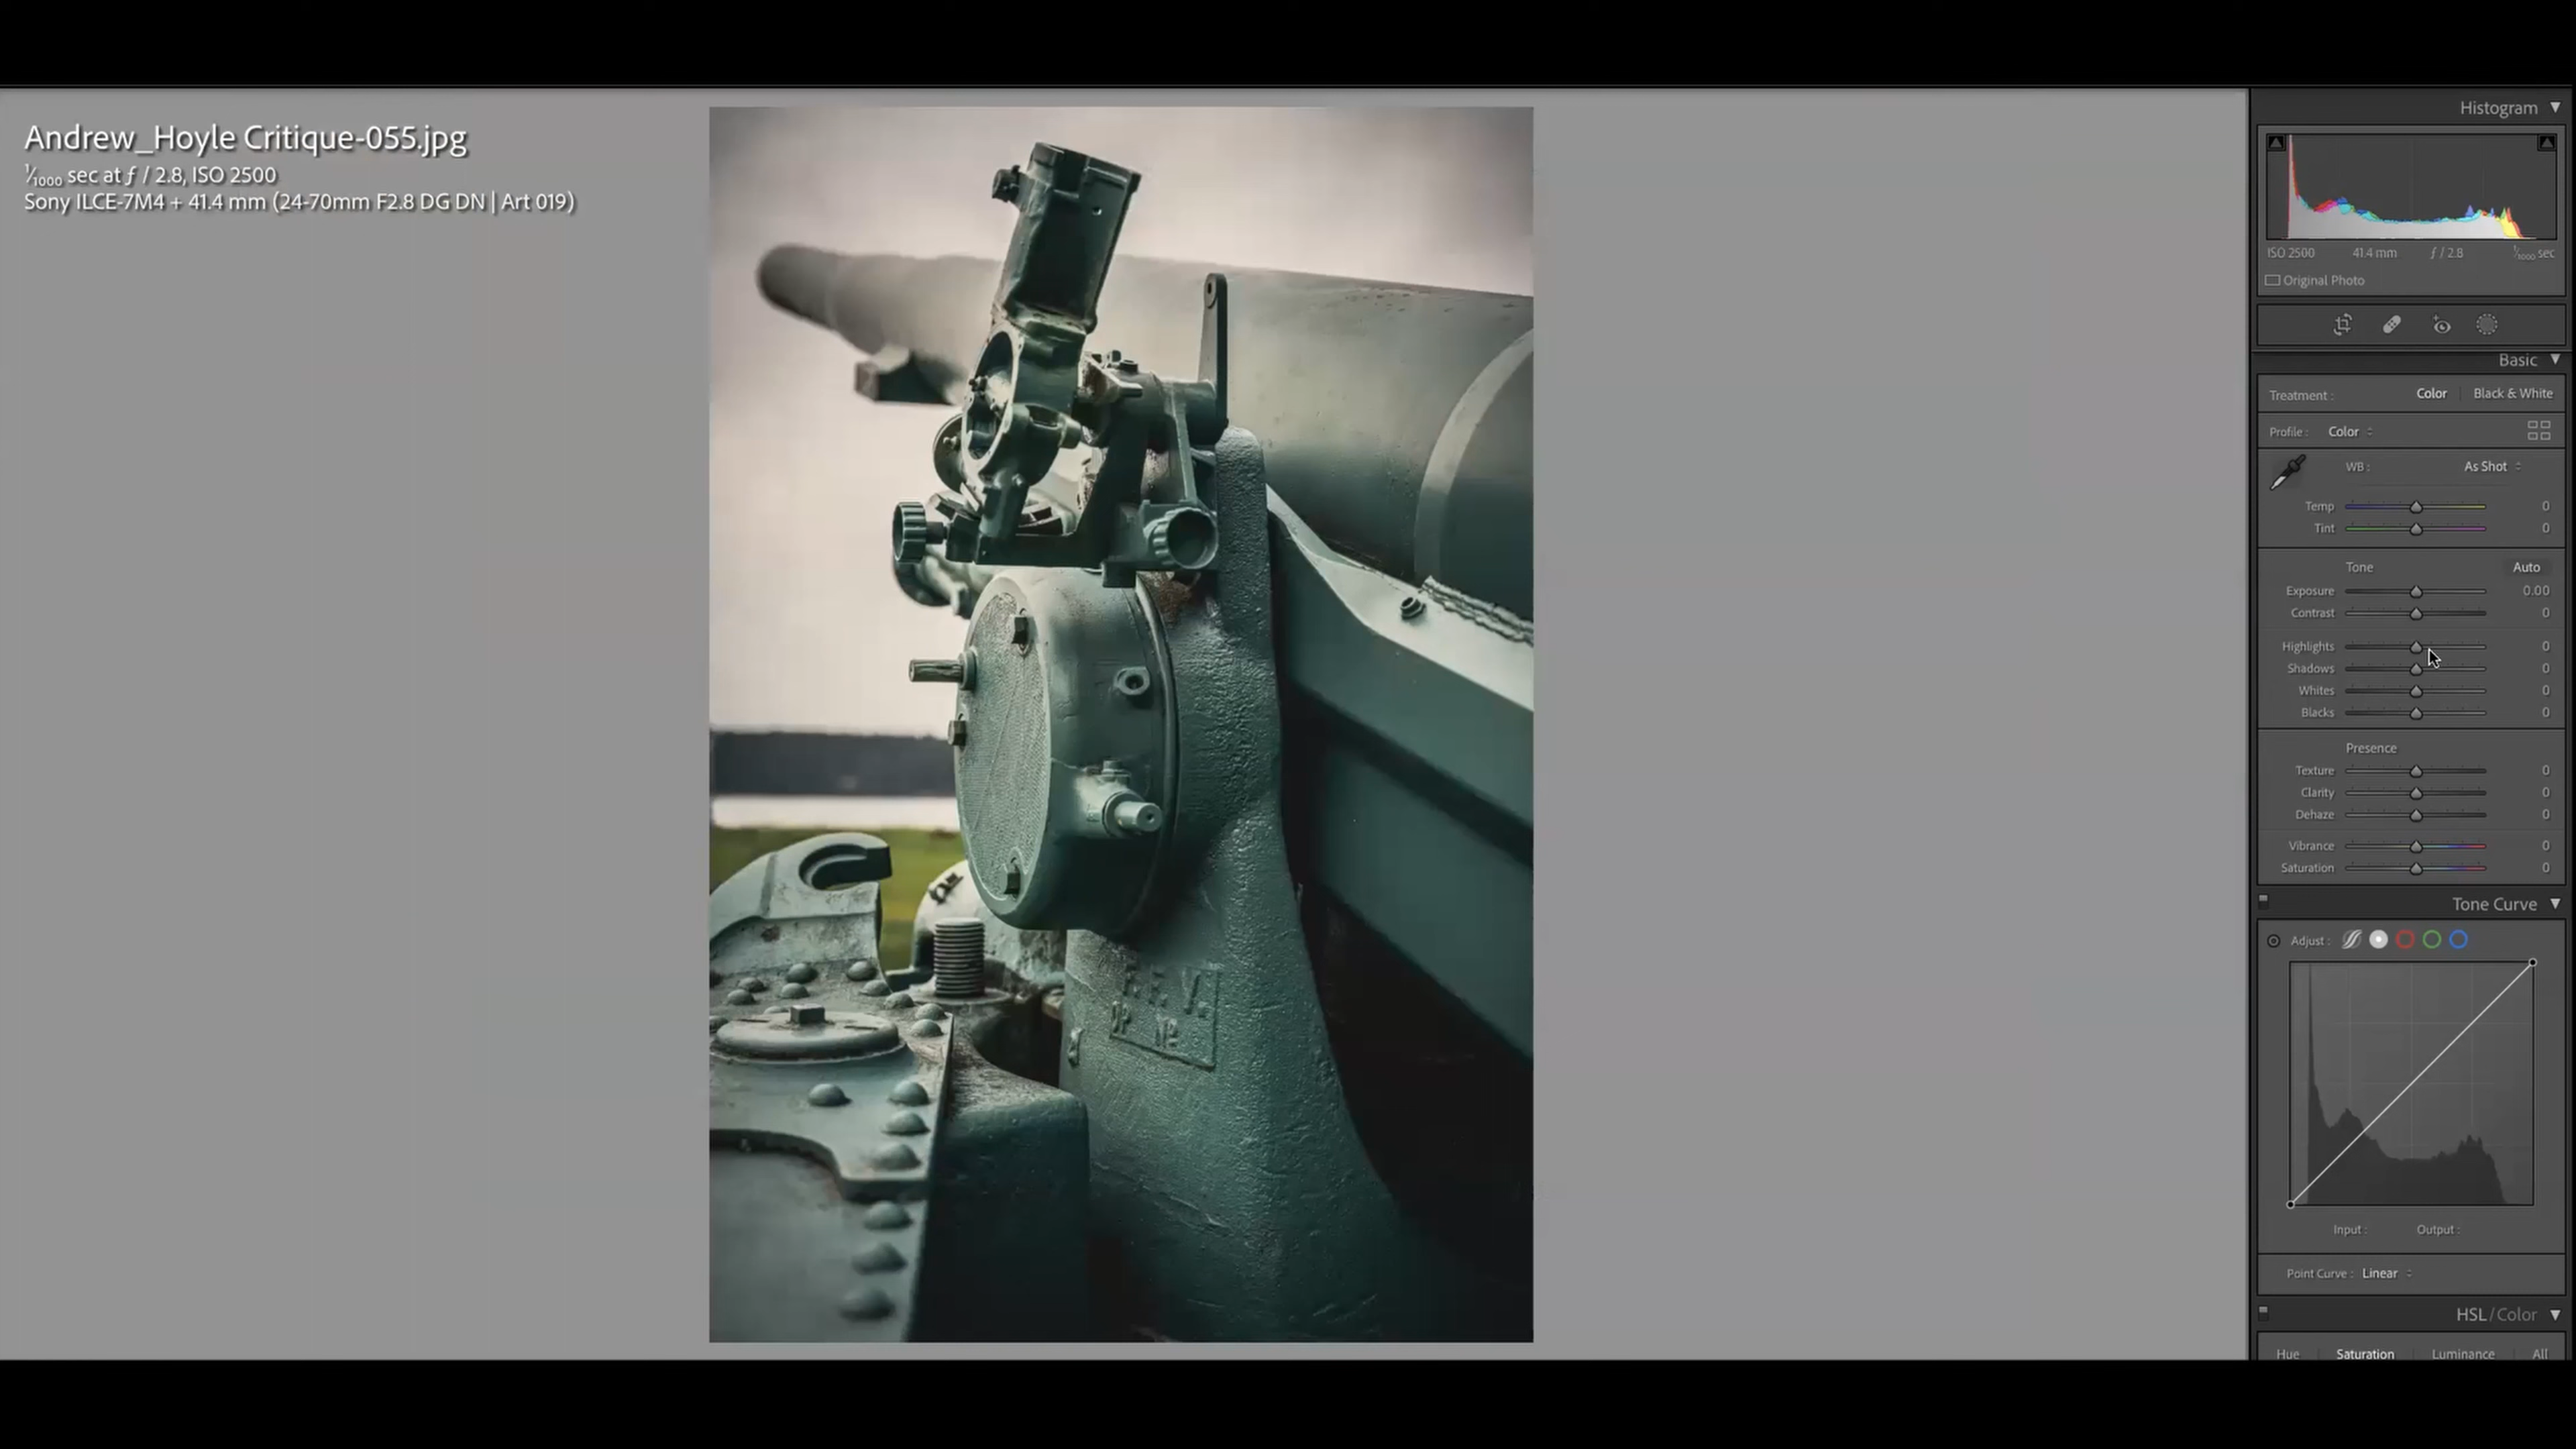 Andrew_Hoyle Critique-055.jpg
1/1000 sec at ƒ / 2.8, ISO 2500
Sony ILCE-7M4 + 41.4 mm (24-70mm F2.8 DG DN | Art 019)
Histogram
ISO 2500 41.4 mm ƒ / 2.8 1/1000 sec
Original Photo
Basic
Treatment : Color Black & White
Profile : Color
WB : As Shot
Temp 0
Tint 0
Tone Auto
Exposure 0.00
Contrast 0
Highlights 0
Shadows 0
Whites 0
Blacks 0
Presence
Texture 0
Clarity 0
Dehaze 0
Vibrance 0
Saturation 0
Tone Curve
Adjust :
Input : Output :
Point Curve : Linear
HSL / Color
Hue Saturation Luminance All